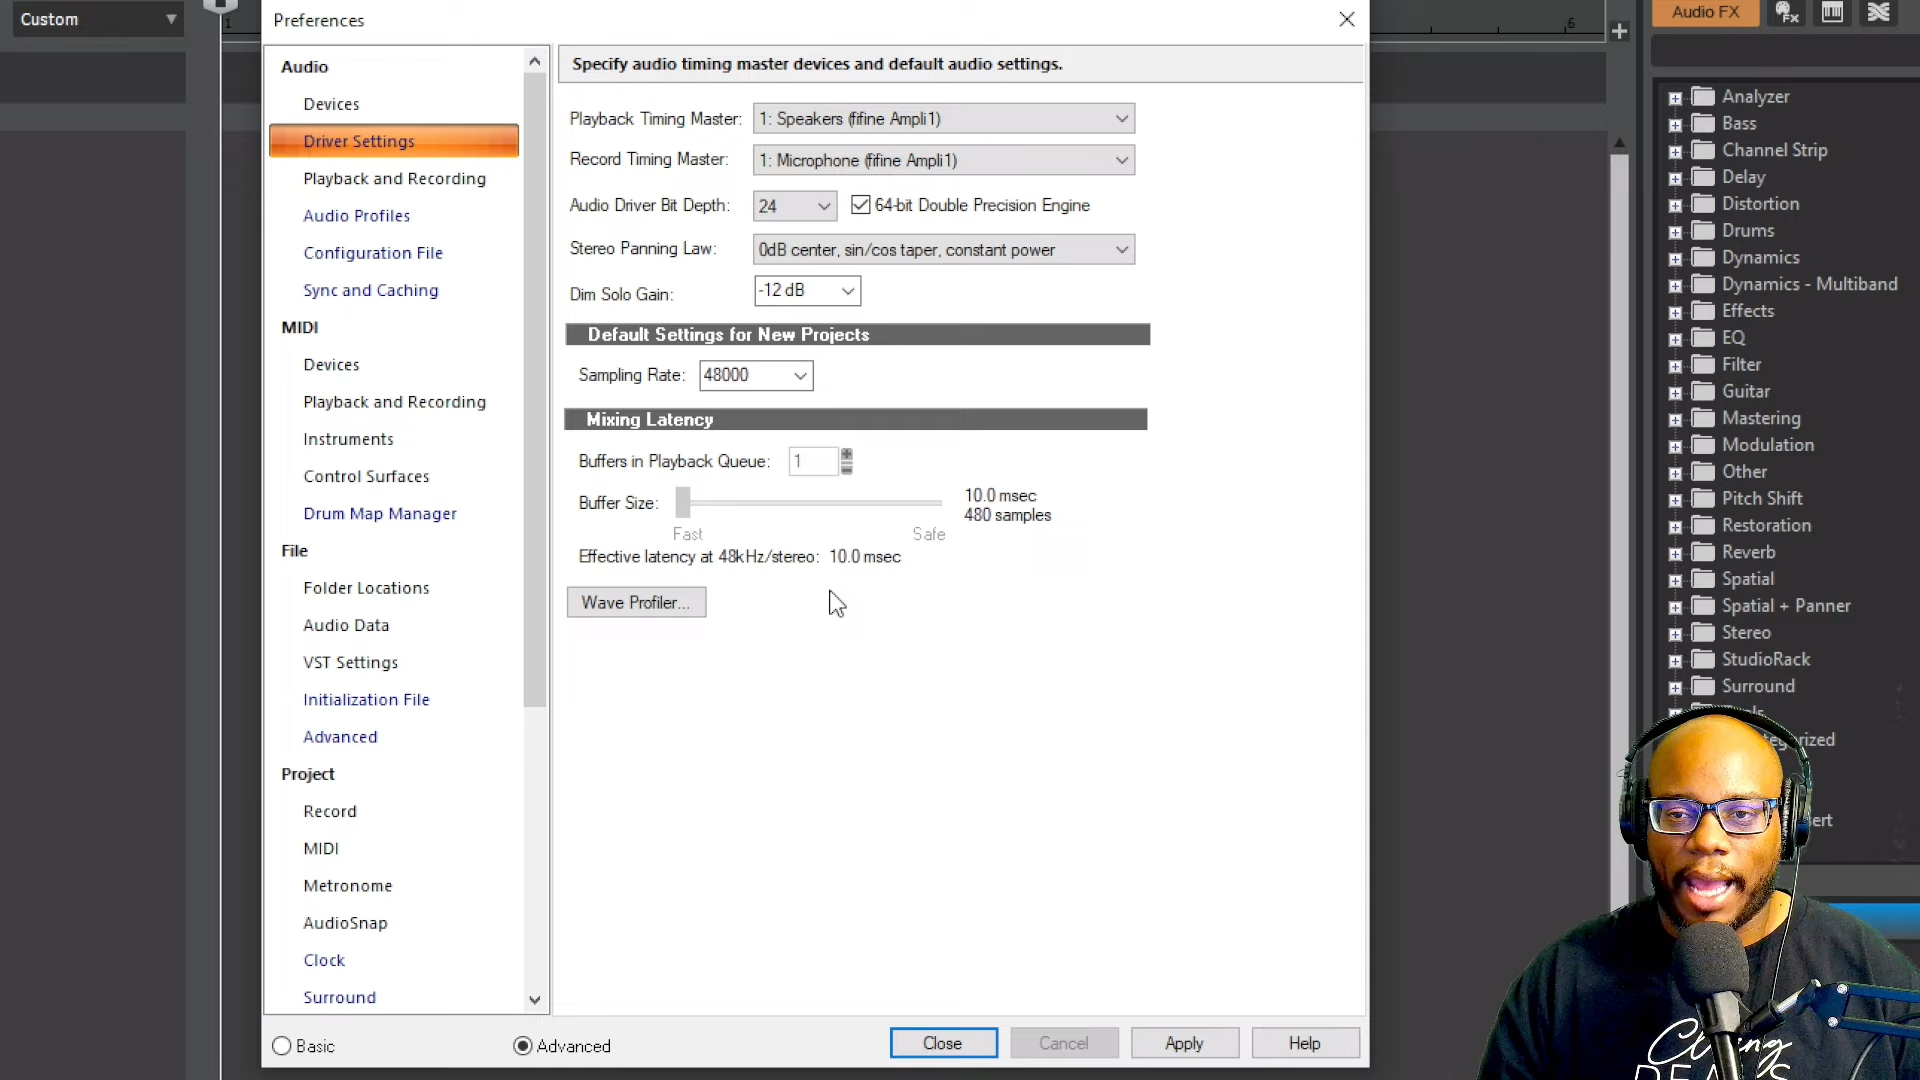 Custom
1
Preferences
6
Audio FX
FX
Audio
Devices
Driver Settings
Playback and Recording
Audio Profiles
Configuration File
Sync and Caching
MIDI
Devices
Playback and Recording
Instruments
Control Surfaces
Drum Map Manager
File
Folder Locations
Audio Data
VST Settings
Initialization File
Advanced
Project
Record
MIDI
Metronome
AudioSnap
Clock
Surround
Specify audio timing master devices and default audio settings.
Playback Timing Master: 1: Speakers (fifine Ampli1)
Record Timing Master: 1: Microphone (fifine Ampli1)
Audio Driver Bit Depth: 24 64-bit Double Precision Engine
Stereo Panning Law: 0dB center, sin/cos taper, constant power
Dim Solo Gain: -12 dB
Default Settings for New Projects
Sampling Rate: 48000
Mixing Latency
Buffers in Playback Queue: 1
Buffer Size: 10.0 msec
480 samples
Fast Safe
Effective latency at 48kHz/stereo: 10.0 msec
Wave Profiler...
Basic
Advanced
Close
Cancel
Apply
Help
Analyzer
Bass
Channel Strip
Delay
Distortion
Drums
Dynamics
Dynamics - Multiband
Effects
EQ
Filter
Guitar
Mastering
Modulation
Other
Pitch Shift
Restoration
Reverb
Spatial
Spatial + Panner
Stereo
StudioRack
Surround